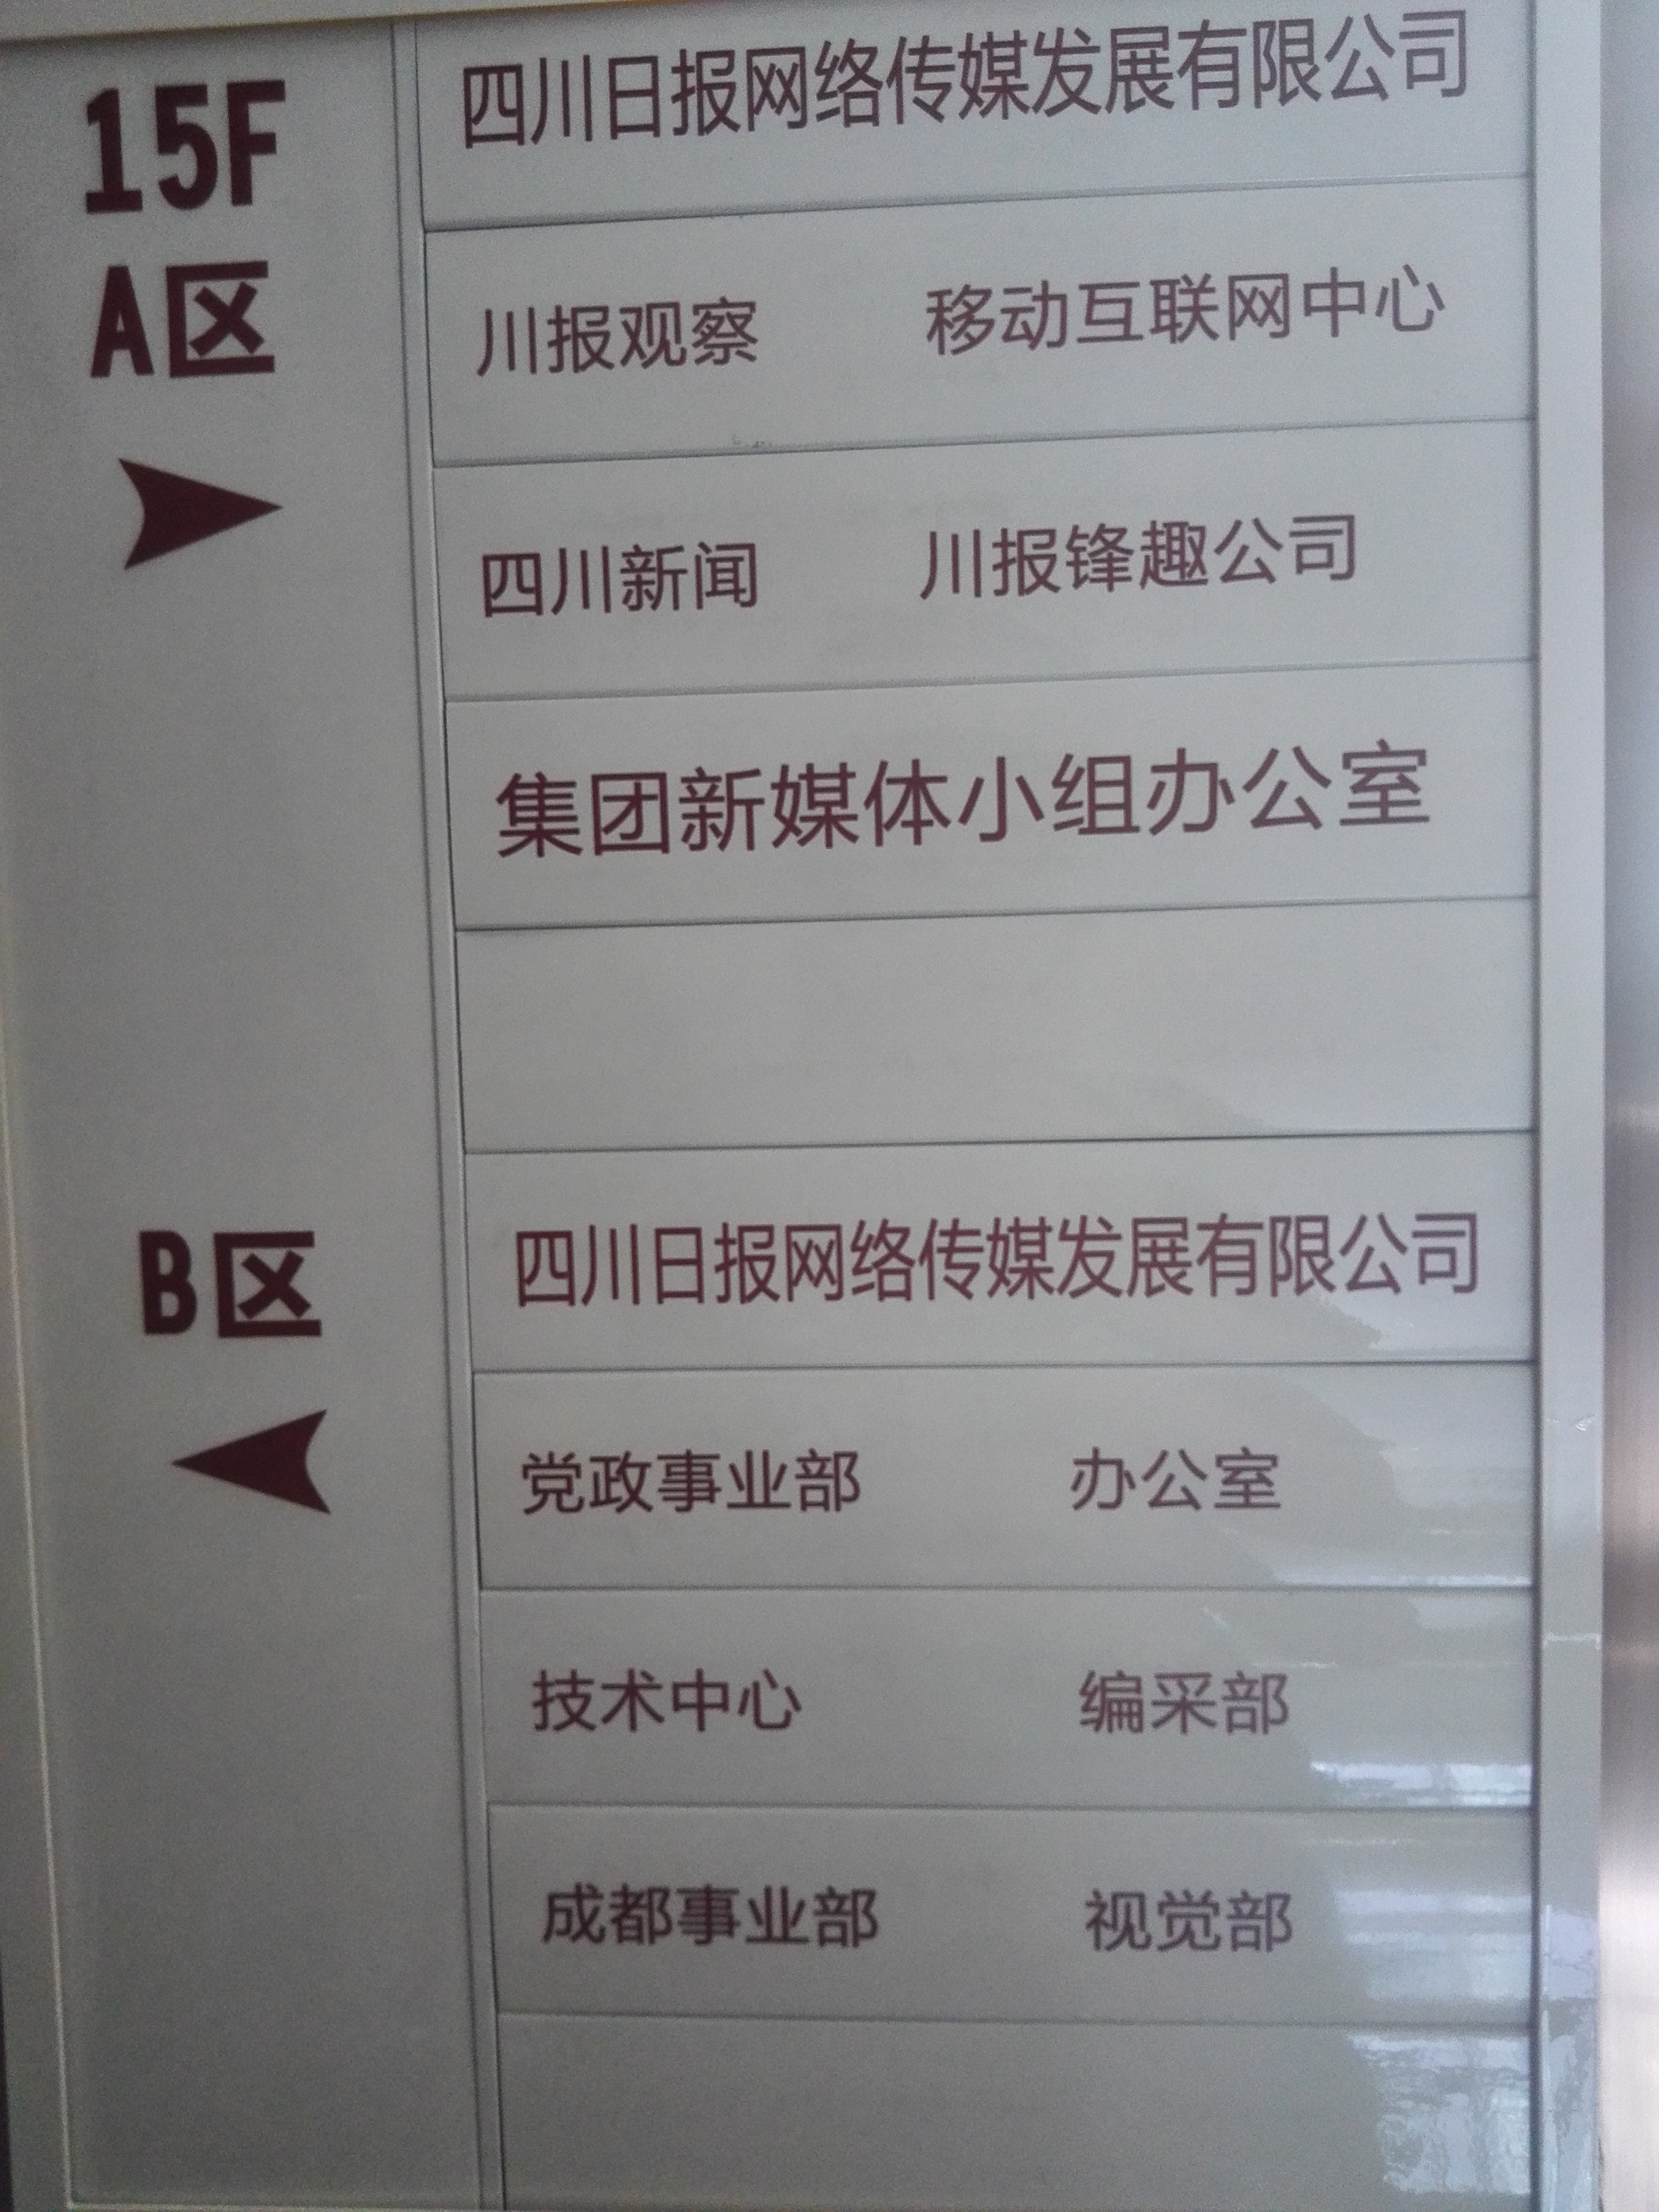 15F
四川日报网络传媒发展有限公司
A区
川报观察 移动互联网中心
四川新闻 川报锋趣公司
集团新媒体小组办公室
B区
四川日报网络传媒发展有限公司
党政事业部 办公室
技术中心 编采部
成都事业部 视觉部